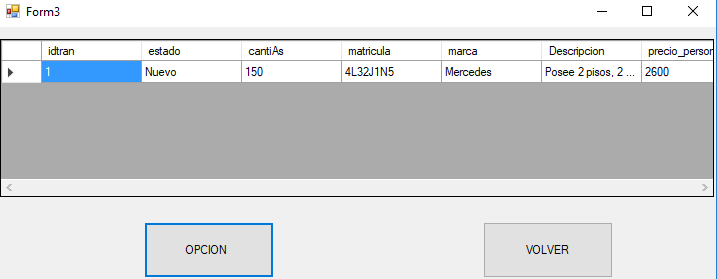 Form3
idtran estado cantiAs matricula marca Descripcion precio_person
1 Nuevo 150 4L32J1N5 Mercedes Posee 2 pisos, 2 ... 2600
OPCION VOLVER